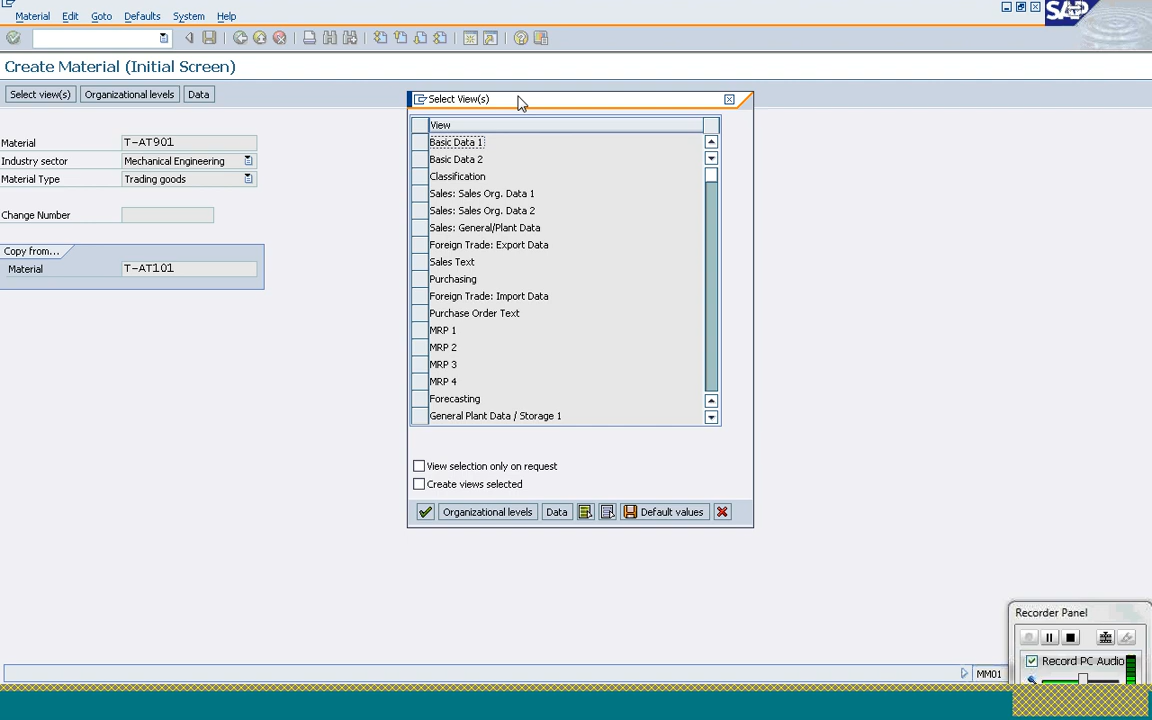 Material Edit Goto Defaults System Help
SAP
Create Material (Initial Screen)
Select view(s) Organizational levels Data
Material T-AT901
Industry sector Mechanical Engineering
Material Type Trading goods
Change Number
Copy from...
Material T-AT101
Select View(s)
View
Basic Data 1
Basic Data 2
Classification
Sales: Sales Org. Data 1
Sales: Sales Org. Data 2
Sales: General/Plant Data
Foreign Trade: Export Data
Sales Text
Purchasing
Foreign Trade: Import Data
Purchase Order Text
MRP 1
MRP 2
MRP 3
MRP 4
Forecasting
General Plant Data / Storage 1
View selection only on request
Create views selected
Organizational levels Data Default values
Recorder Panel
Record PC Audio
MM01